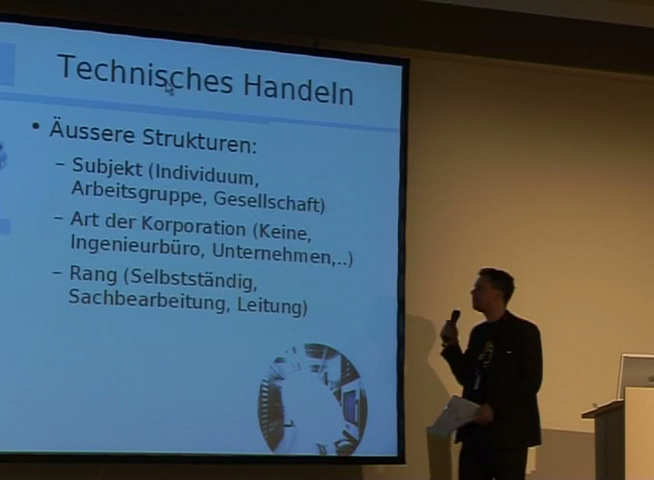 Technisches Handeln
• Äussere Strukturen:
– Subjekt (Individuum,
Arbeitsgruppe, Gesellschaft)
– Art der Korporation (Keine,
Ingenieurbüro, Unternehmen,..)
– Rang (Selbstständig,
Sachbearbeitung, Leitung)